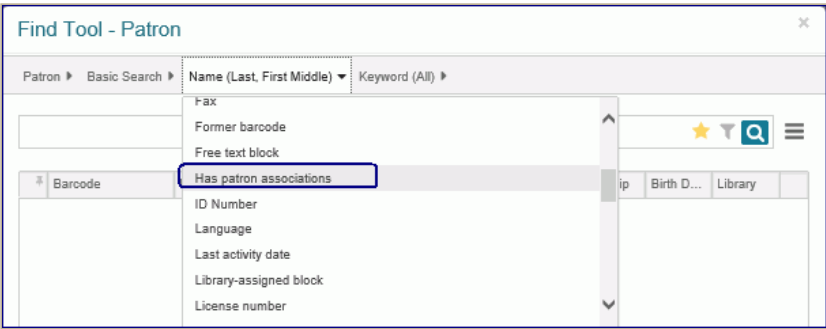 Find Tool - Patron
Patron Basic Search Name (Last, First Middle) Keyword (All)
Fax
Former barcode
Free text block
Barcode Has patron associations ip Birth D... Library
ID Number
Language
Last activity date
Library-assigned block
License number